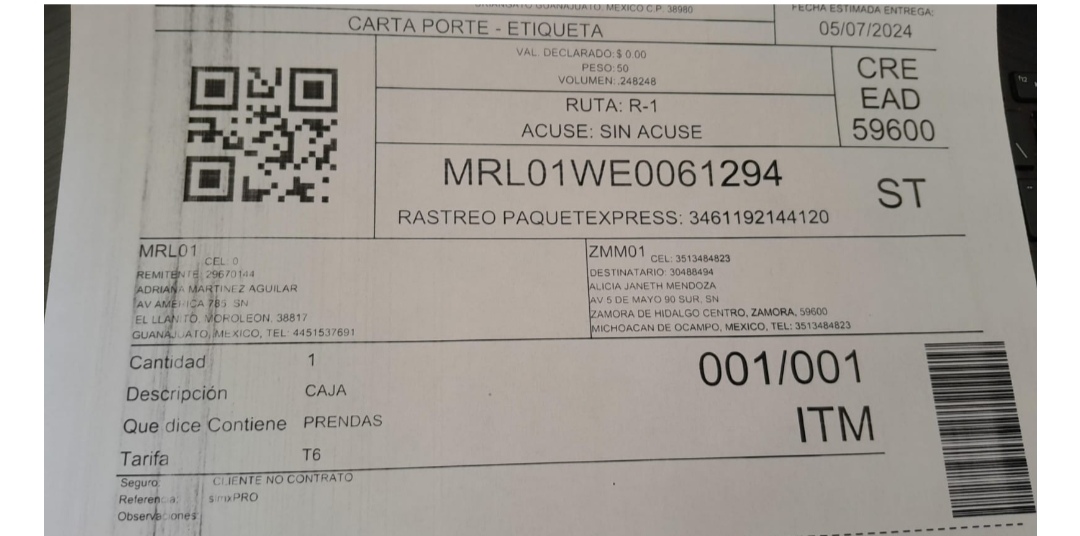 GUANAJUATO, MEXICO C.P. 38980
FECHA ESTIMADA ENTREGA:
05/07/2024
CARTA PORTE - ETIQUETA
VAL. DECLARADO:$ 0.00
PESO:50
VOLUMEN:.248248
CRE
EAD
59600
RUTA: R-1
ACUSE: SIN ACUSE
MRL01WE0061294
ST
RASTREO PAQUETEXPRESS: 3461192144120
MRL01 CEL: 0
REMITENTE: 29670144
ADRIANA MARTINEZ AGUILAR
AV AMERICA 785 SN
EL LLANITO, MOROLEON, 38817
GUANAJUATO, MEXICO, TEL: 4451537691
ZMM01 CEL: 3513484823
DESTINATARIO: 30488494
ALICIA JANETH MENDOZA
AV 5 DE MAYO 90 SUR, SN
ZAMORA DE HIDALGO CENTRO, ZAMORA, 59600
MICHOACAN DE OCAMPO, MEXICO, TEL: 3513484823
Cantidad 1
Descripción CAJA
Que dice Contiene PRENDAS
Tarifa T6
001/001
ITM
Seguro: CLIENTE NO CONTRATO
Referencia:
Observaciones: